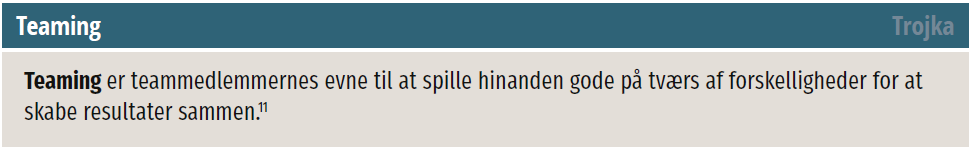 Teaming Trojka
Teaming er teammedlemmernes evne til at spille hinanden gode på tværs af forskelligheder for at
skabe resultater sammen.¹¹